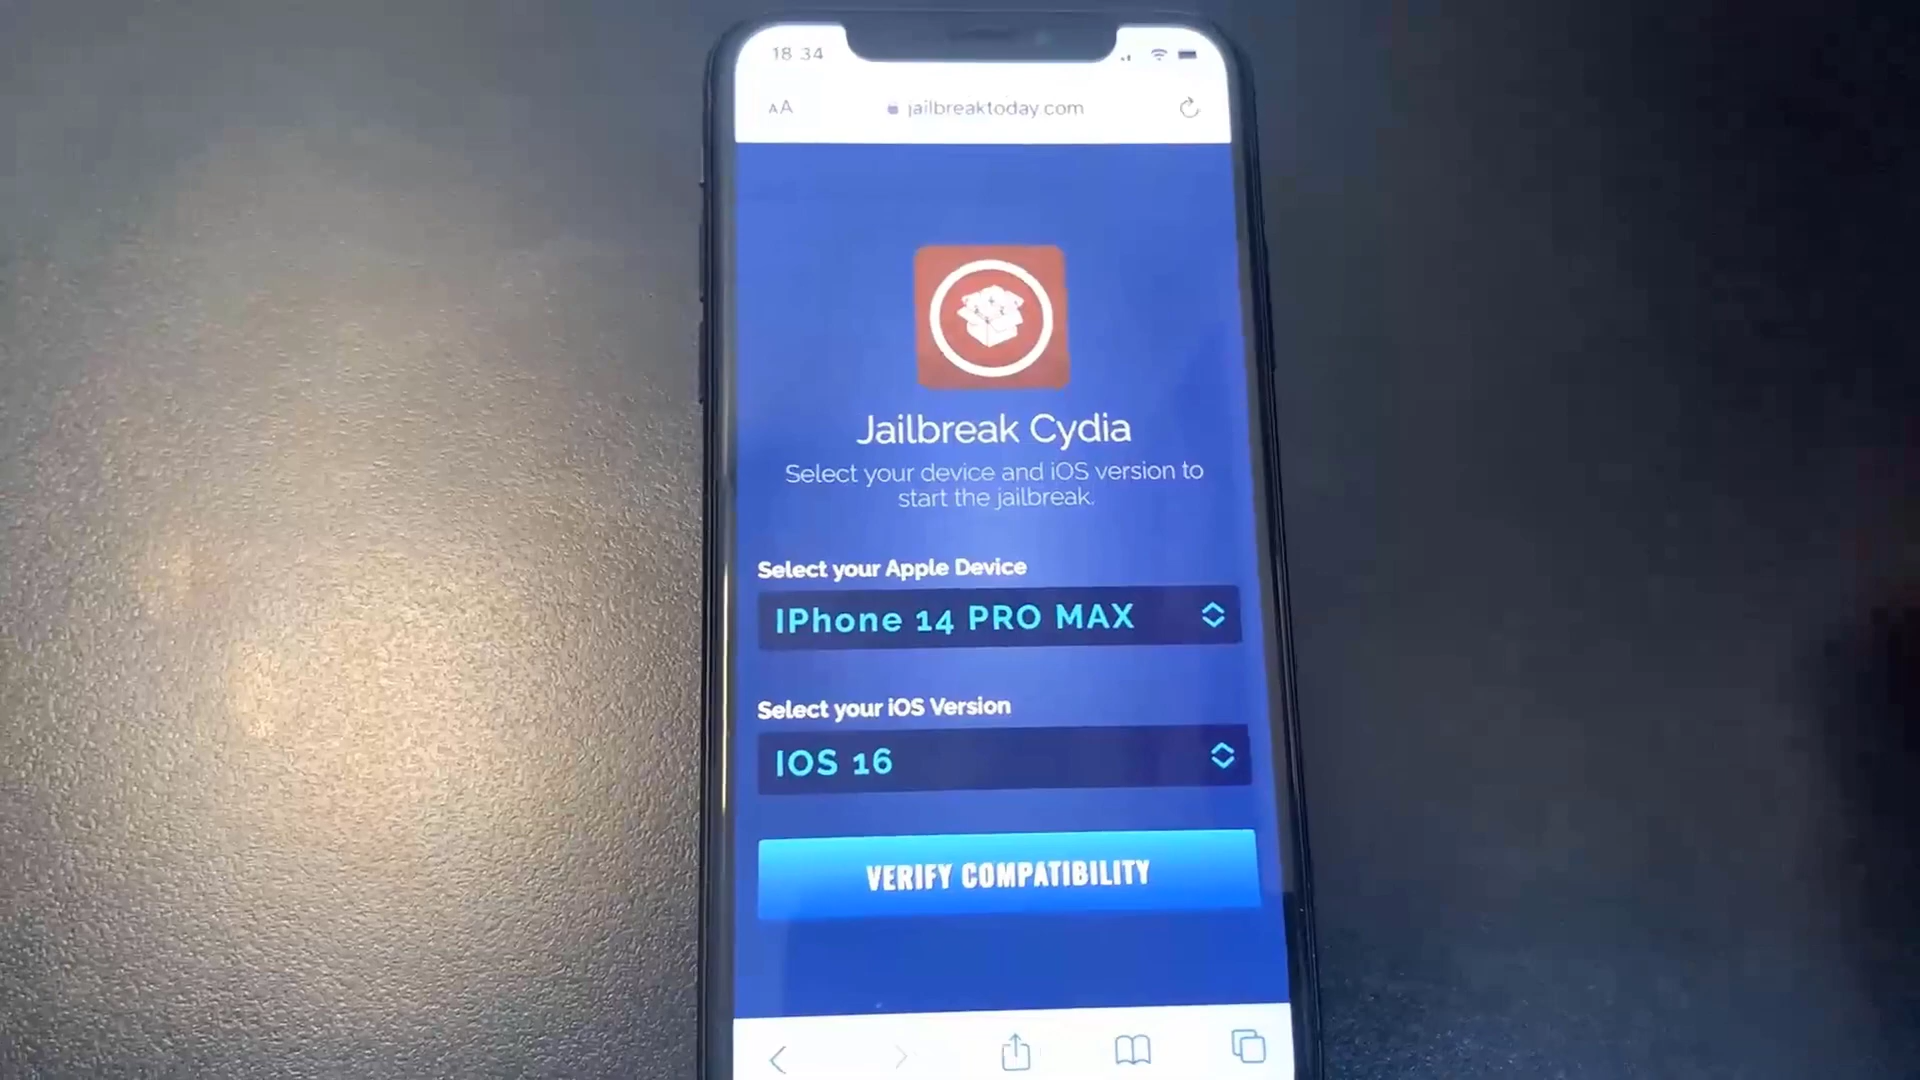 18 34
AA
jailbreaktoday.com
Jailbreak Cydia
Select your device and iOS version to
start the jailbreak.
Select your Apple Device
IPhone 14 PRO MAX
Select your iOS Version
IOS 16
VERIFY COMPATIBILITY